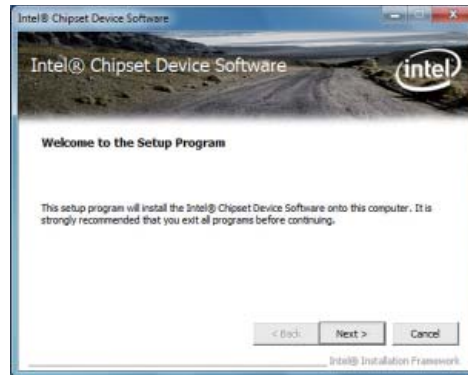 Intel® Chipset Device Software
Intel® Chipset Device Software
intel
Welcome to the Setup Program
This setup program will install the Intel® Chipset Device Software onto this computer. It is
strongly recommended that you exit all programs before continuing.
< Back Next > Cancel
Intel® Installation Framework